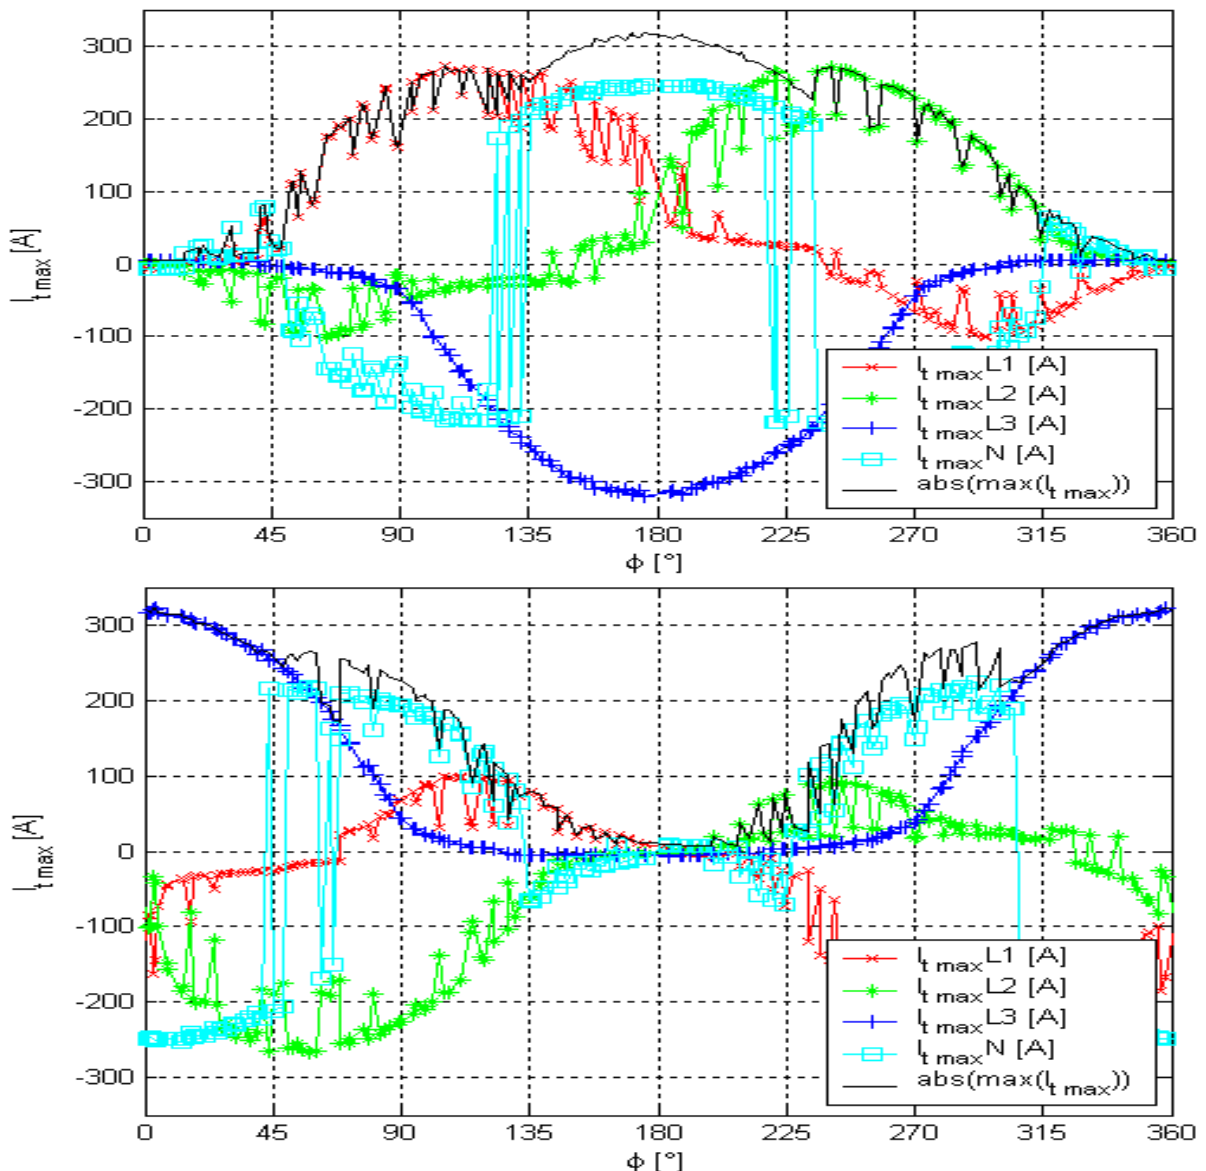 300
200
100
0
-100
-200
-300
I t max [A]
0 45 90 135 180 225 270 315 360
ϕ [°]
I t max L1 [A]
I t max L2 [A]
I t max L3 [A]
I t max N [A]
abs(max(I t max))
300
200
100
0
-100
-200
-300
I t max [A]
0 45 90 135 180 225 270 315 360
ϕ [°]
I t max L1 [A]
I t max L2 [A]
I t max L3 [A]
I t max N [A]
abs(max(I t max))